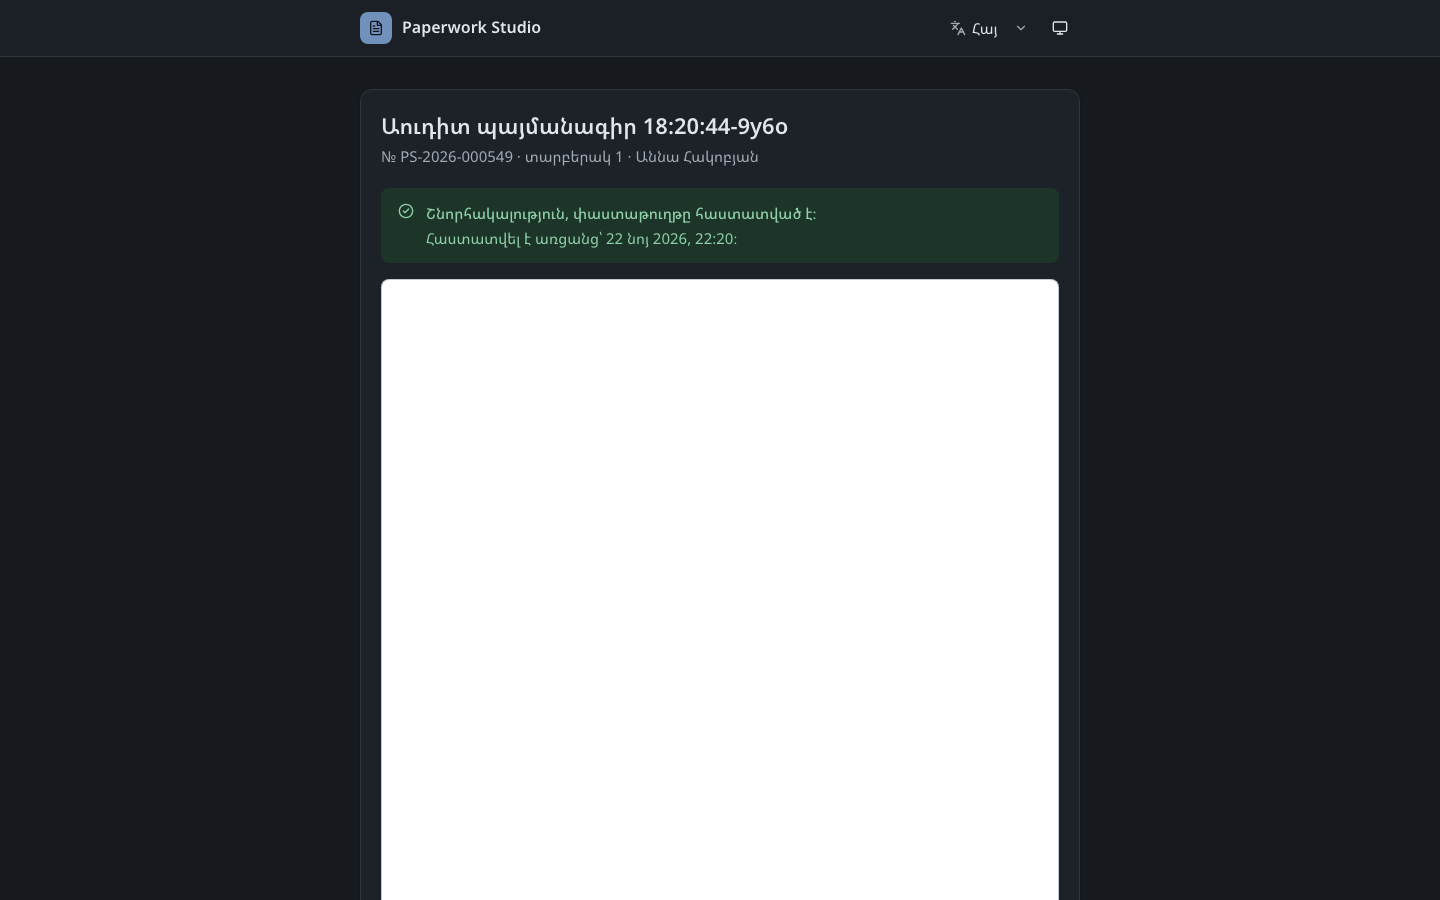 Paperwork Studio
Հայ
Աուդիտ պայմանագիր 18:20:44-9y6o
№ PS-2026-000549 · տարբերակ 1 · Աննա Հակոբյան
Շնորհակալություն, փաստաթուղթը հաստատված է:
Հաստատվել է առցանց՝ 22 նոյ 2026, 22:20: